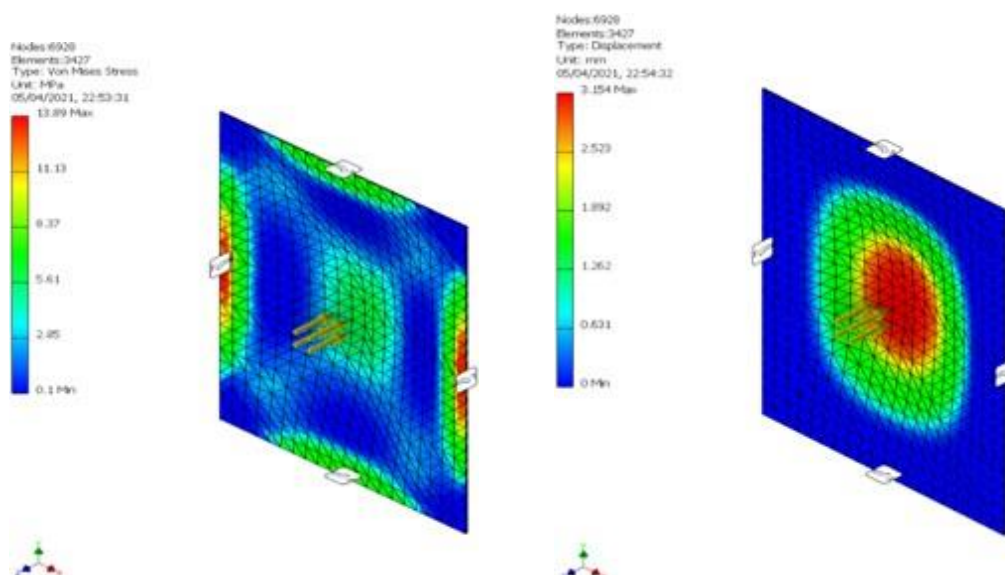 Nodes:6928
Elements:3427
Type: Von Mises Stress
Unit: MPa
05/04/2021, 22:53:31
13.89 Max
11.13
8.37
5.61
2.85
0.1 Min
Nodes:6928
Elements:3427
Type: Displacement
Unit: mm
05/04/2021, 22:54:32
3.154 Max
2.523
1.892
1.262
0.631
0 Min